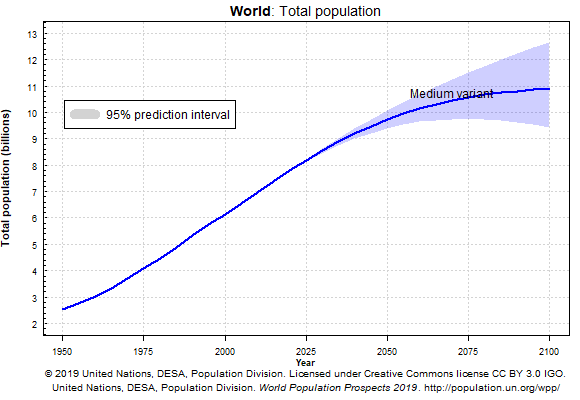 World: Total population
Total population (billions)
13
12
11
10
9
8
7
6
5
4
3
2
Medium variant
95% prediction interval
1950 1975 2000 2025 2050 2075 2100
Year
© 2019 United Nations, DESA, Population Division. Licensed under Creative Commons license CC BY 3.0 IGO.
United Nations, DESA, Population Division. World Population Prospects 2019. http://population.un.org/wpp/